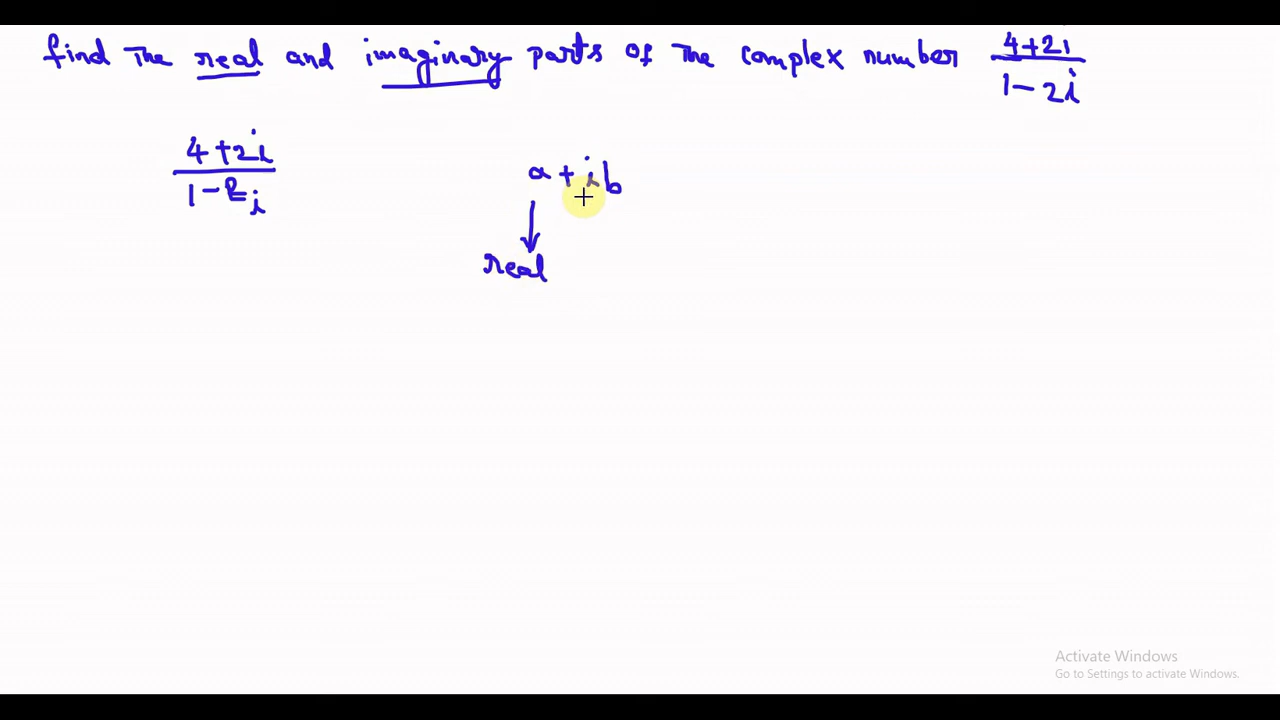 find the real and imaginary parts of the complex number 4+2i / 1-2i
4+2i / 1-2i
a+ib
real
Activate Windows
Go to Settings to activate Windows.